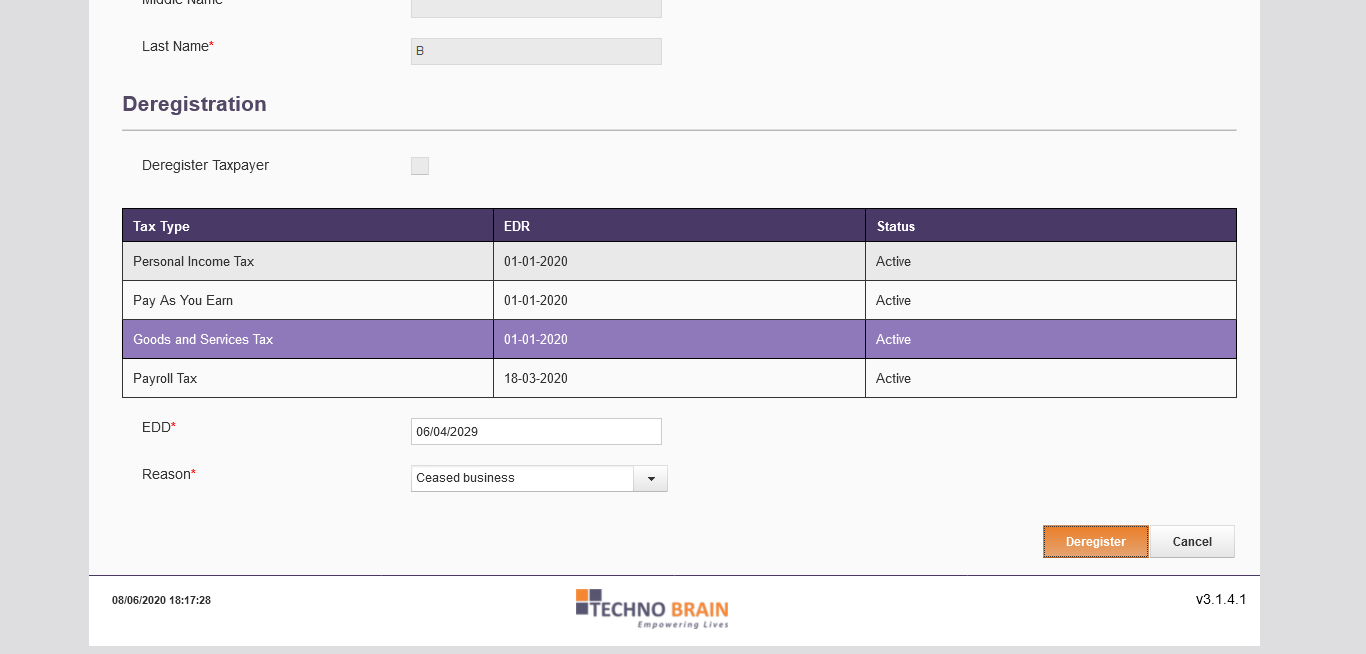 Middle Name
Last Name*
B
Deregistration
Deregister Taxpayer
Tax Type EDR Status
Personal Income Tax 01-01-2020 Active
Pay As You Earn 01-01-2020 Active
Goods and Services Tax 01-01-2020 Active
Payroll Tax 18-03-2020 Active
EDD* 06/04/2029
Reason* Ceased business
Deregister Cancel
08/06/2020 18:17:28
TECHNO BRAIN
Empowering Lives
v3.1.4.1